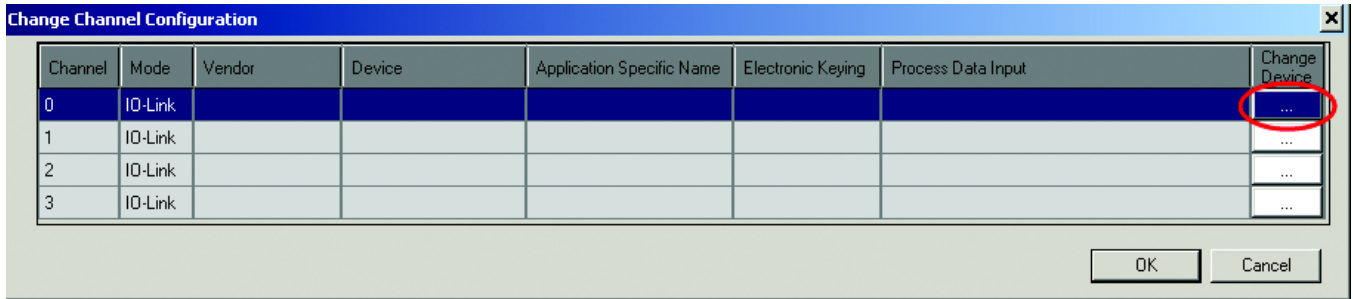 Change Channel Configuration
Channel Mode Vendor Device Application Specific Name Electronic Keying Process Data Input Change Device
0 IO-Link ...
1 IO-Link ...
2 IO-Link ...
3 IO-Link ...
OK Cancel